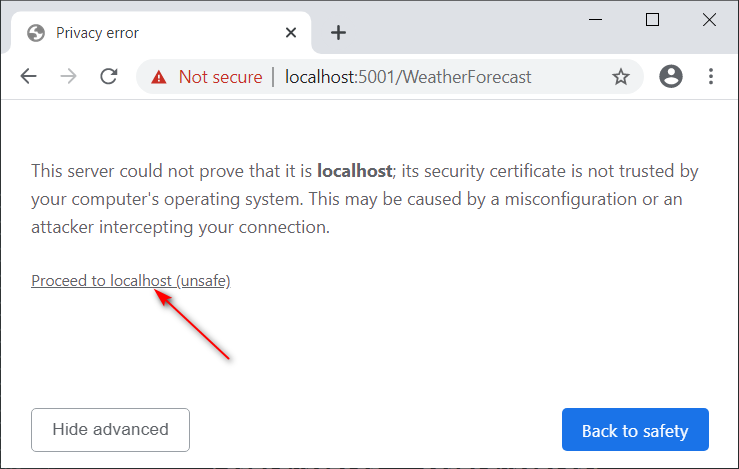 Privacy error
Not secure | localhost:5001/WeatherForecast
This server could not prove that it is localhost; its security certificate is not trusted by
your computer's operating system. This may be caused by a misconfiguration or an
attacker intercepting your connection.
Proceed to localhost (unsafe)
Hide advanced
Back to safety